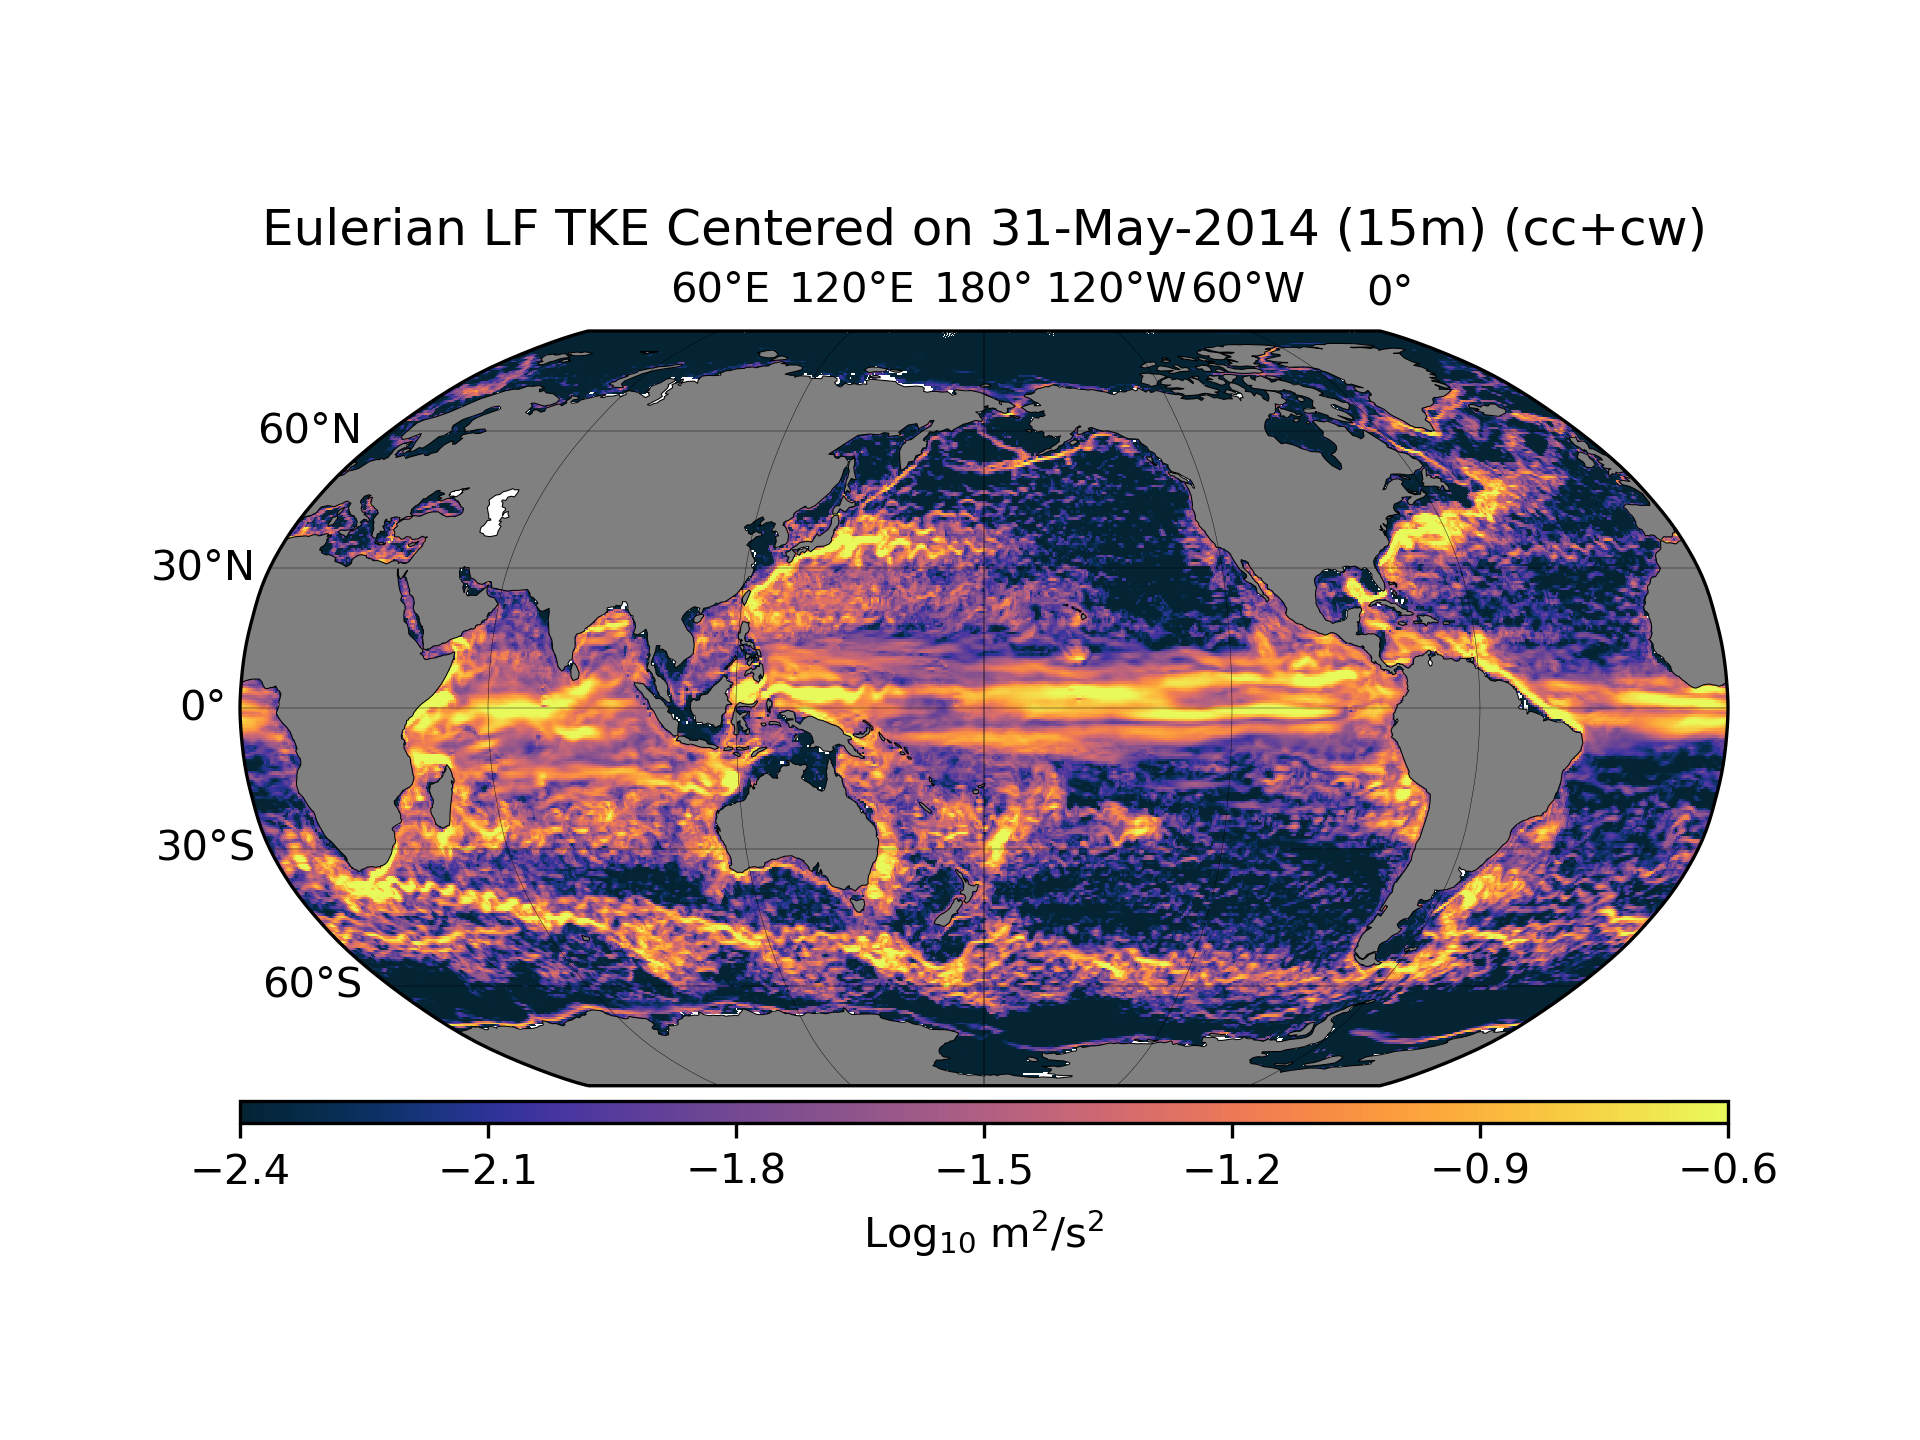 Eulerian LF TKE Centered on 31-May-2014 (15m) (cc+cw)
60°E 120°E 180° 120°W 60°W 0°
60°N
30°N
0°
30°S
60°S
−2.4 −2.1 −1.8 −1.5 −1.2 −0.9 −0.6
Log₁₀ m²/s²